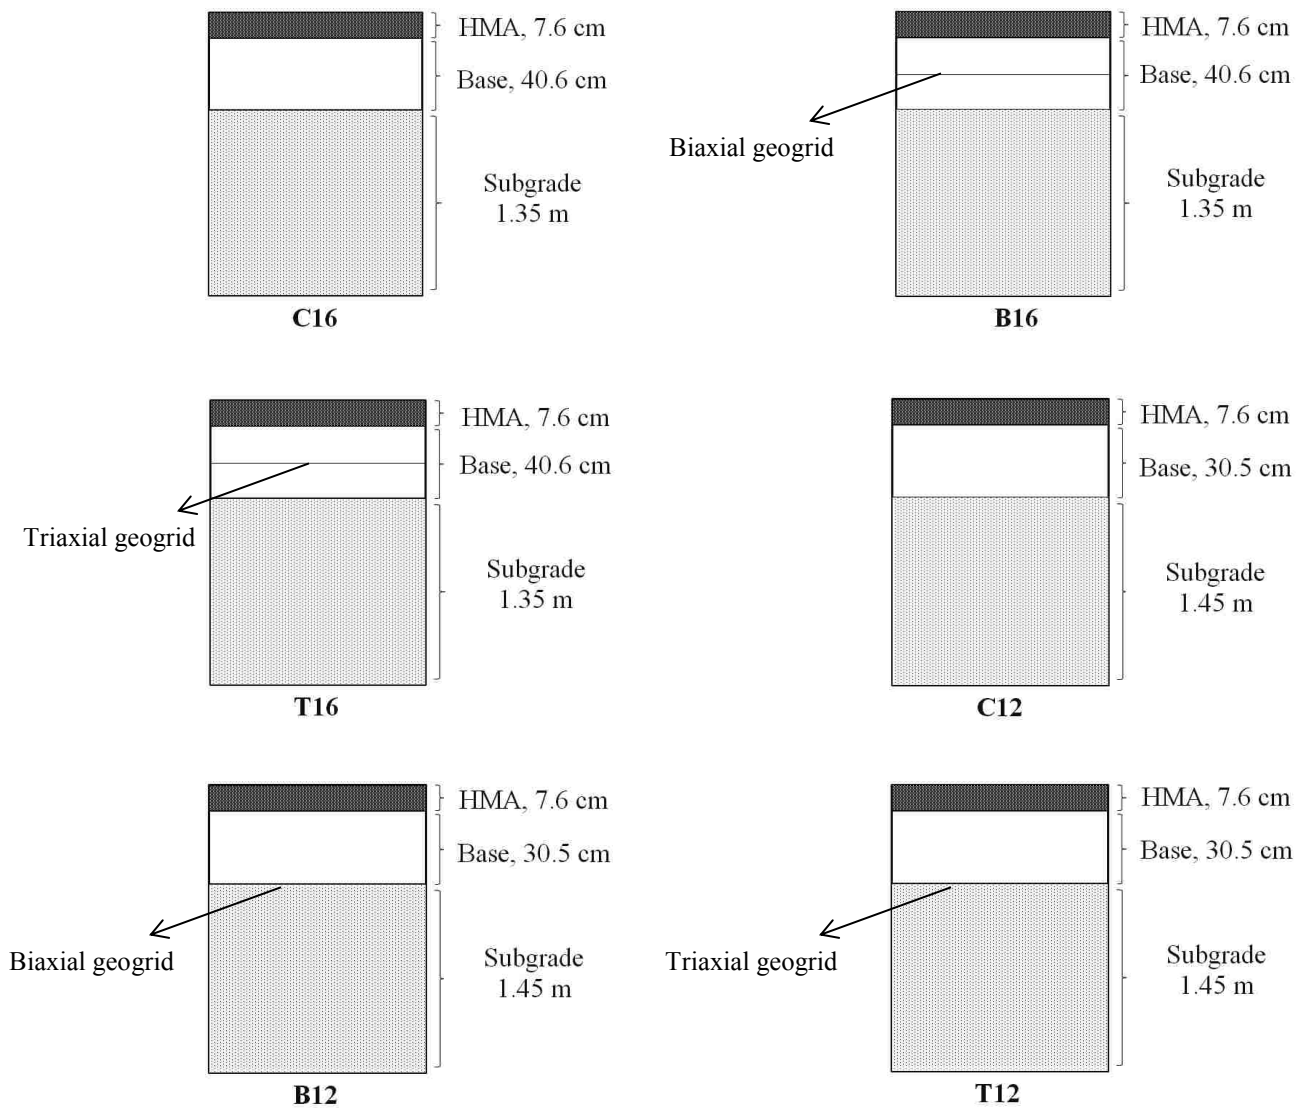 HMA, 7.6 cm
Base, 40.6 cm
Subgrade
1.35 m
C16
HMA, 7.6 cm
Base, 40.6 cm
Biaxial geogrid
Subgrade
1.35 m
B16
HMA, 7.6 cm
Base, 40.6 cm
Triaxial geogrid
Subgrade
1.35 m
T16
HMA, 7.6 cm
Base, 30.5 cm
Subgrade
1.45 m
C12
HMA, 7.6 cm
Base, 30.5 cm
Biaxial geogrid
Subgrade
1.45 m
B12
HMA, 7.6 cm
Base, 30.5 cm
Triaxial geogrid
Subgrade
1.45 m
T12